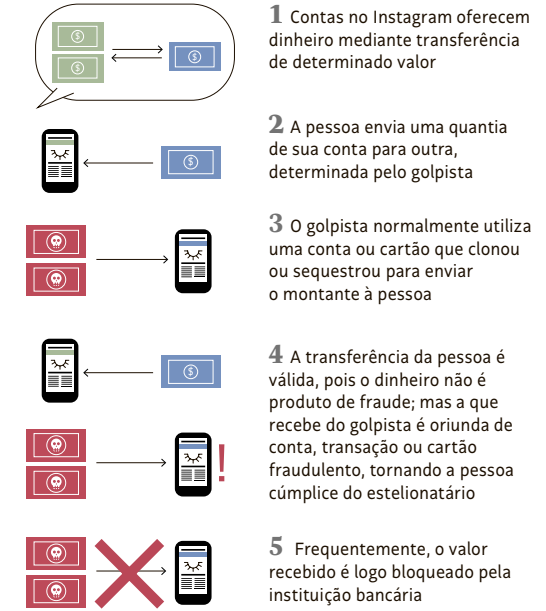 1 Contas no Instagram oferecem
dinheiro mediante transferência
de determinado valor
2 A pessoa envia uma quantia
de sua conta para outra,
determinada pelo golpista
3 O golpista normalmente utiliza
uma conta ou cartão que clonou
ou sequestrou para enviar
o montante à pessoa
4 A transferência da pessoa é
válida, pois o dinheiro não é
produto de fraude; mas a que
recebe do golpista é oriunda de
conta, transação ou cartão
fraudulento, tornando a pessoa
cúmplice do estelionatário
5 Frequentemente, o valor
recebido é logo bloqueado pela
instituição bancária